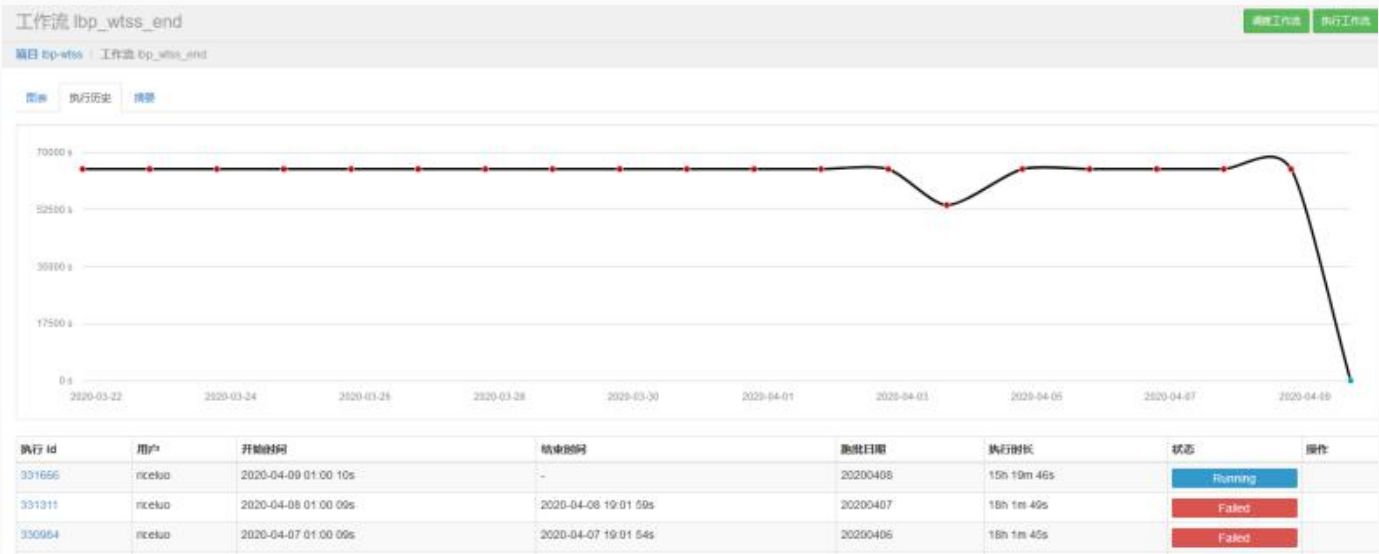 工作流 lbp_wtss_end
调度工作流 执行工作流
项目 lbp-wtss / 工作流 lbp_wtss_end
图表 执行历史 摘要
70000 s
52500 s
35000 s
17500 s
0 s
2020-03-22 2020-03-24 2020-03-26 2020-03-28 2020-03-30 2020-04-01 2020-04-03 2020-04-05 2020-04-07 2020-04-09
执行 Id 用户 开始时间 结束时间 跑批日期 执行时长 状态 操作
331666 riceluo 2020-04-09 01:00 10s - 20200408 15h 19m 46s Running
331311 riceluo 2020-04-08 01:00 09s 2020-04-08 19:01 59s 20200407 18h 1m 49s Failed
330984 riceluo 2020-04-07 01:00 09s 2020-04-07 19:01 54s 20200406 18h 1m 45s Failed